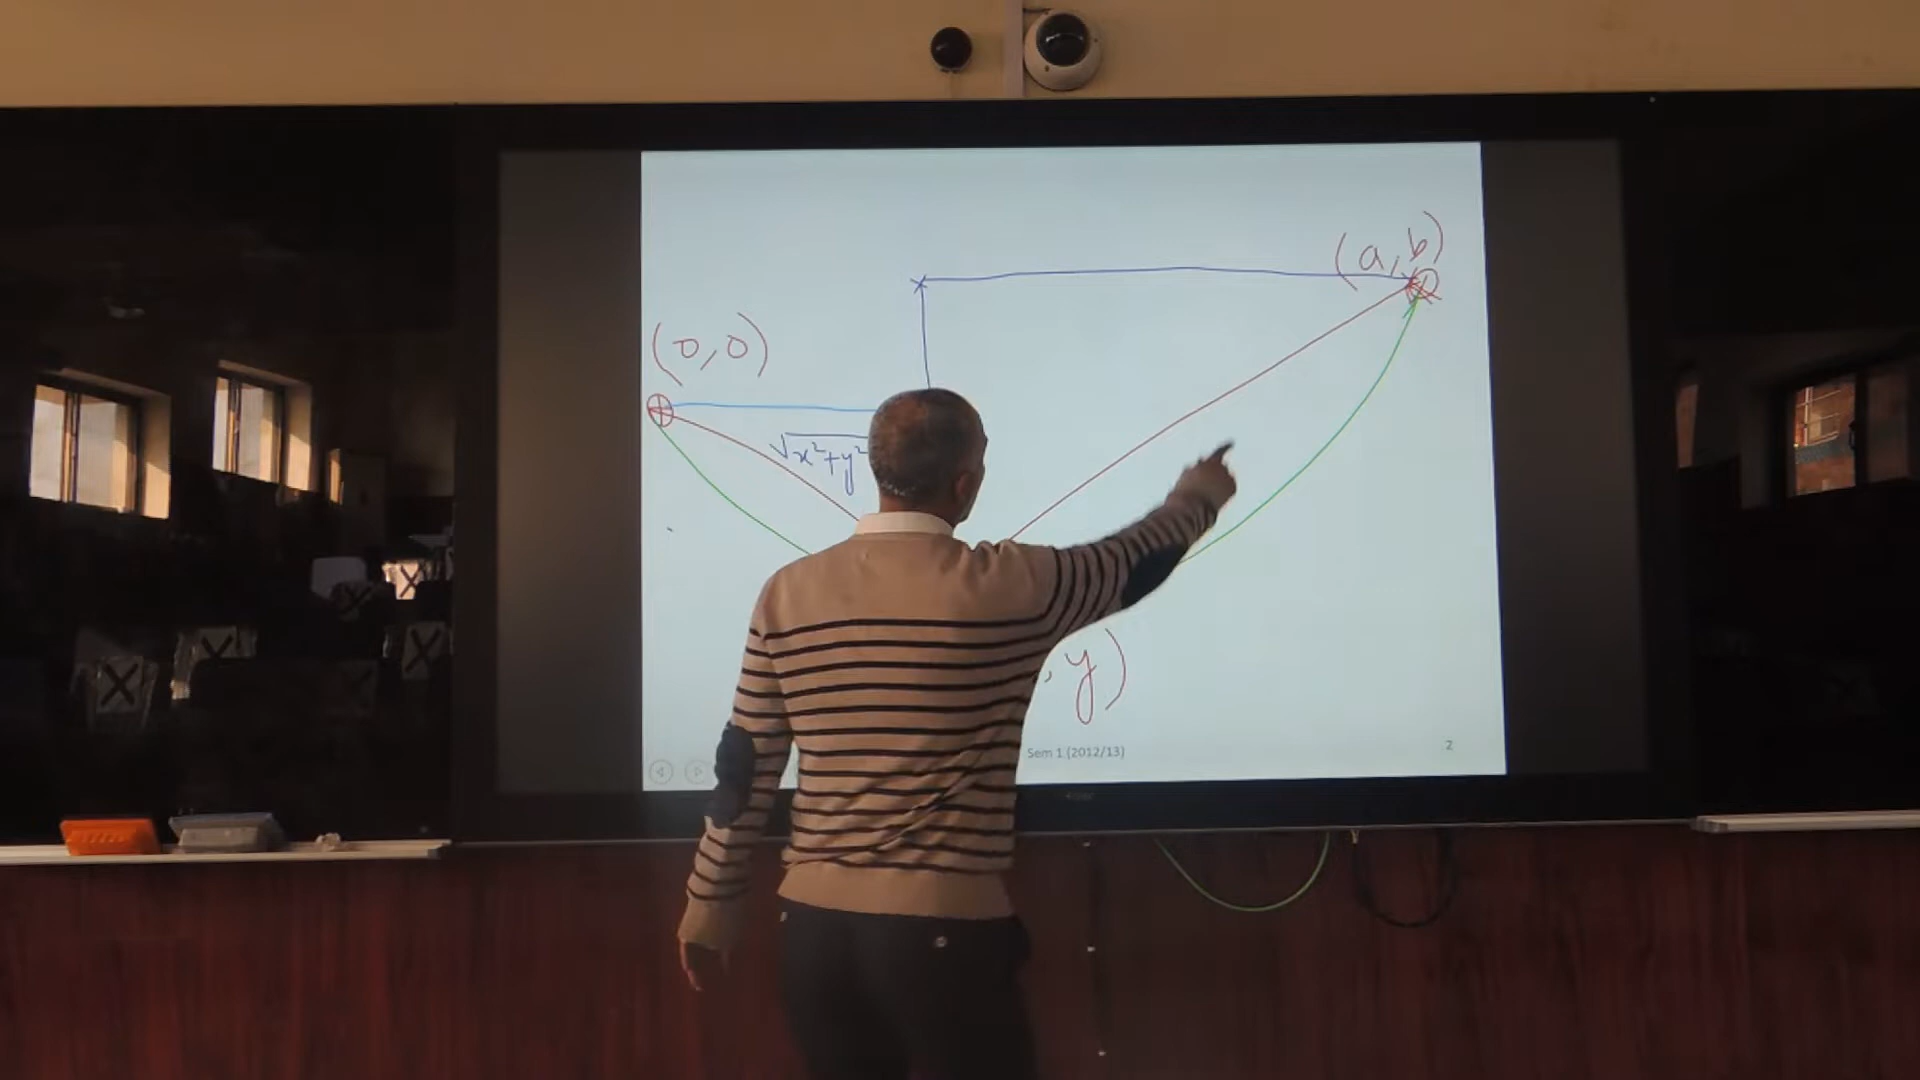 (a,b)
(0,0)
√x²+y²
, y)
Sem 1 (2012/13)
2